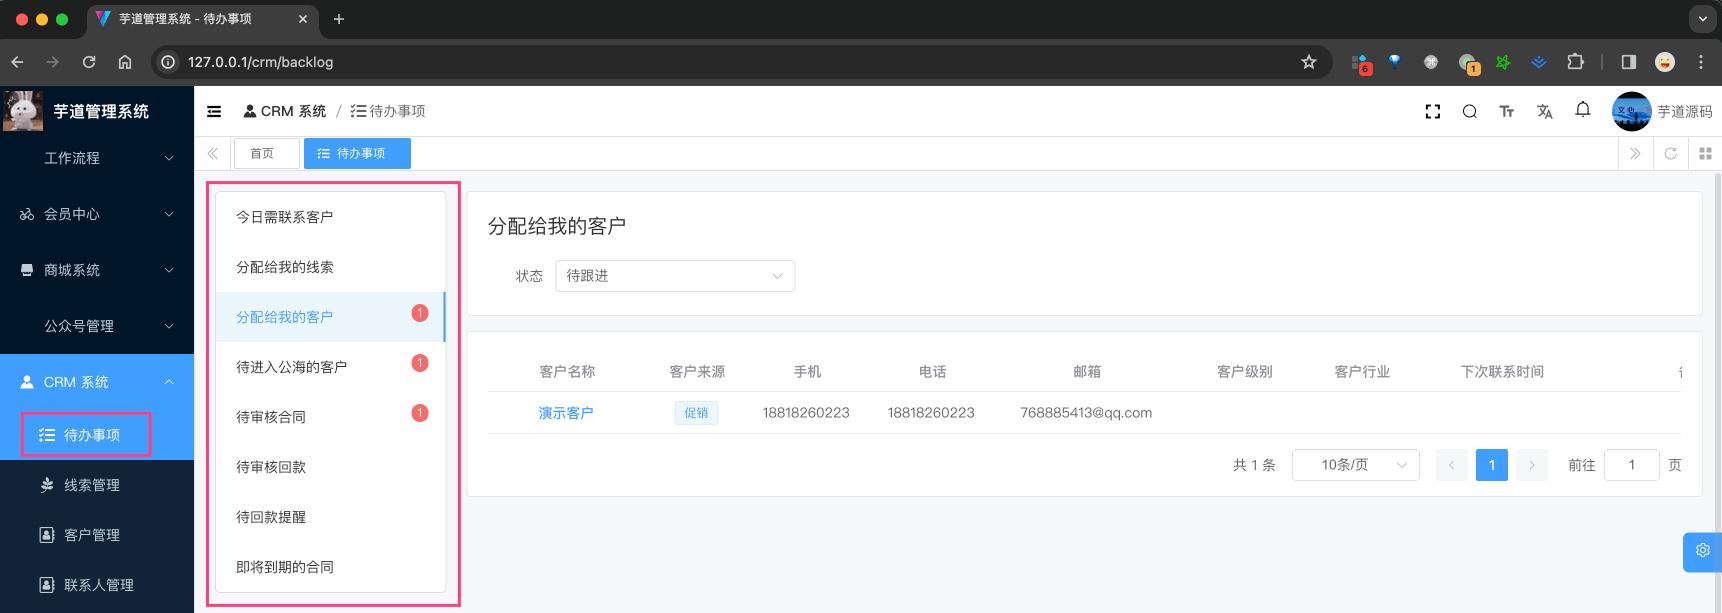 芋道管理系统 - 待办事项
127.0.0.1/crm/backlog
6
1
芋道管理系统
工作流程
会员中心
商城系统
公众号管理
CRM 系统
待办事项
线索管理
客户管理
联系人管理
CRM 系统 / 待办事项
芋道源码
首页
待办事项
今日需联系客户
分配给我的线索
分配给我的客户 1
待进入公海的客户 1
待审核合同 1
待审核回款
待回款提醒
即将到期的合同
分配给我的客户
状态 待跟进
客户名称 客户来源 手机 电话 邮箱 客户级别 客户行业 下次联系时间
演示客户 促销 18818260223 18818260223 768885413@qq.com
共 1 条 10条/页 1 前往 1 页